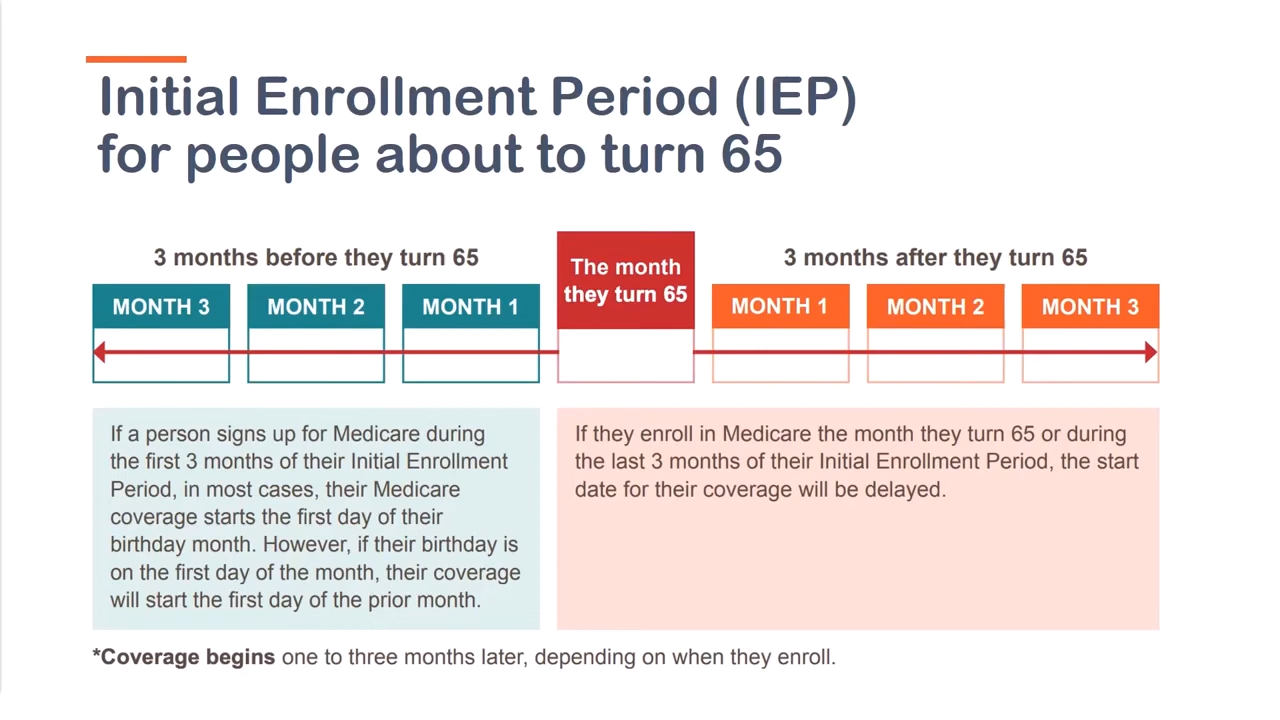 Initial Enrollment Period (IEP)
for people about to turn 65
3 months before they turn 65
MONTH 3
MONTH 2
MONTH 1
The month
they turn 65
3 months after they turn 65
MONTH 1
MONTH 2
MONTH 3
If a person signs up for Medicare during
the first 3 months of their Initial Enrollment
Period, in most cases, their Medicare
coverage starts the first day of their
birthday month. However, if their birthday is
on the first day of the month, their coverage
will start the first day of the prior month.
If they enroll in Medicare the month they turn 65 or during
the last 3 months of their Initial Enrollment Period, the start
date for their coverage will be delayed.
*Coverage begins one to three months later, depending on when they enroll.